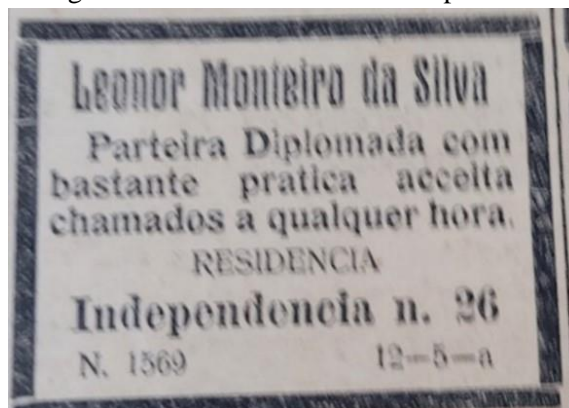 Leonor Monteiro da Silva
Parteira Diplomada com
bastante pratica acceita
chamados a qualquer hora.
RESIDENCIA
Independencia n. 26
N. 1569 12—5—a